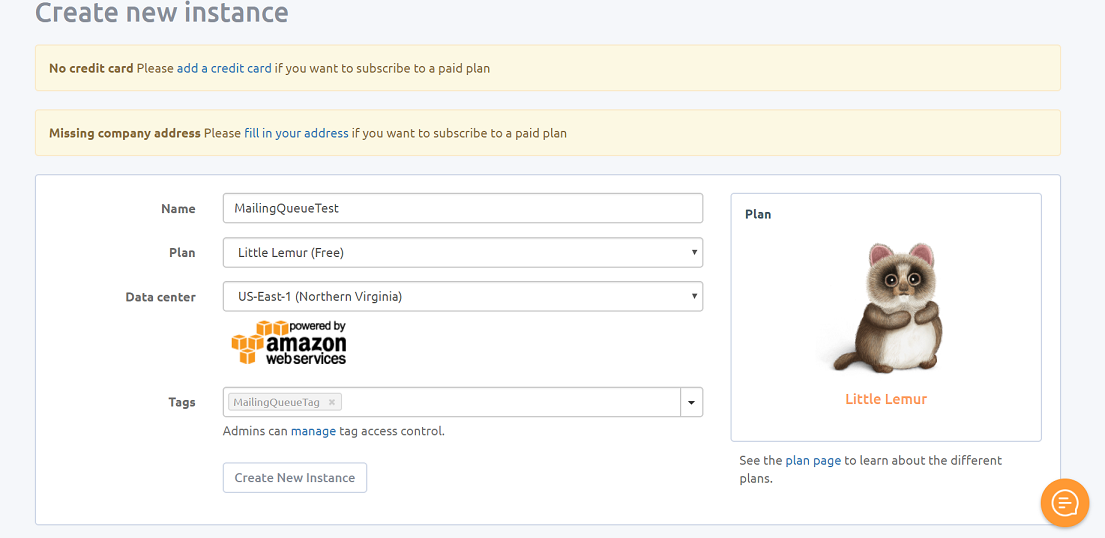 Create new instance
No credit card Please add a credit card if you want to subscribe to a paid plan
Missing company address Please fill in your address if you want to subscribe to a paid plan
Name MailingQueueTest
Plan Little Lemur (Free)
Data center US-East-1 (Northern Virginia)
powered by
amazon
web services
Tags MailingQueueTag ×
Admins can manage tag access control.
Create New Instance
Plan
Little Lemur
See the plan page to learn about the different
plans.